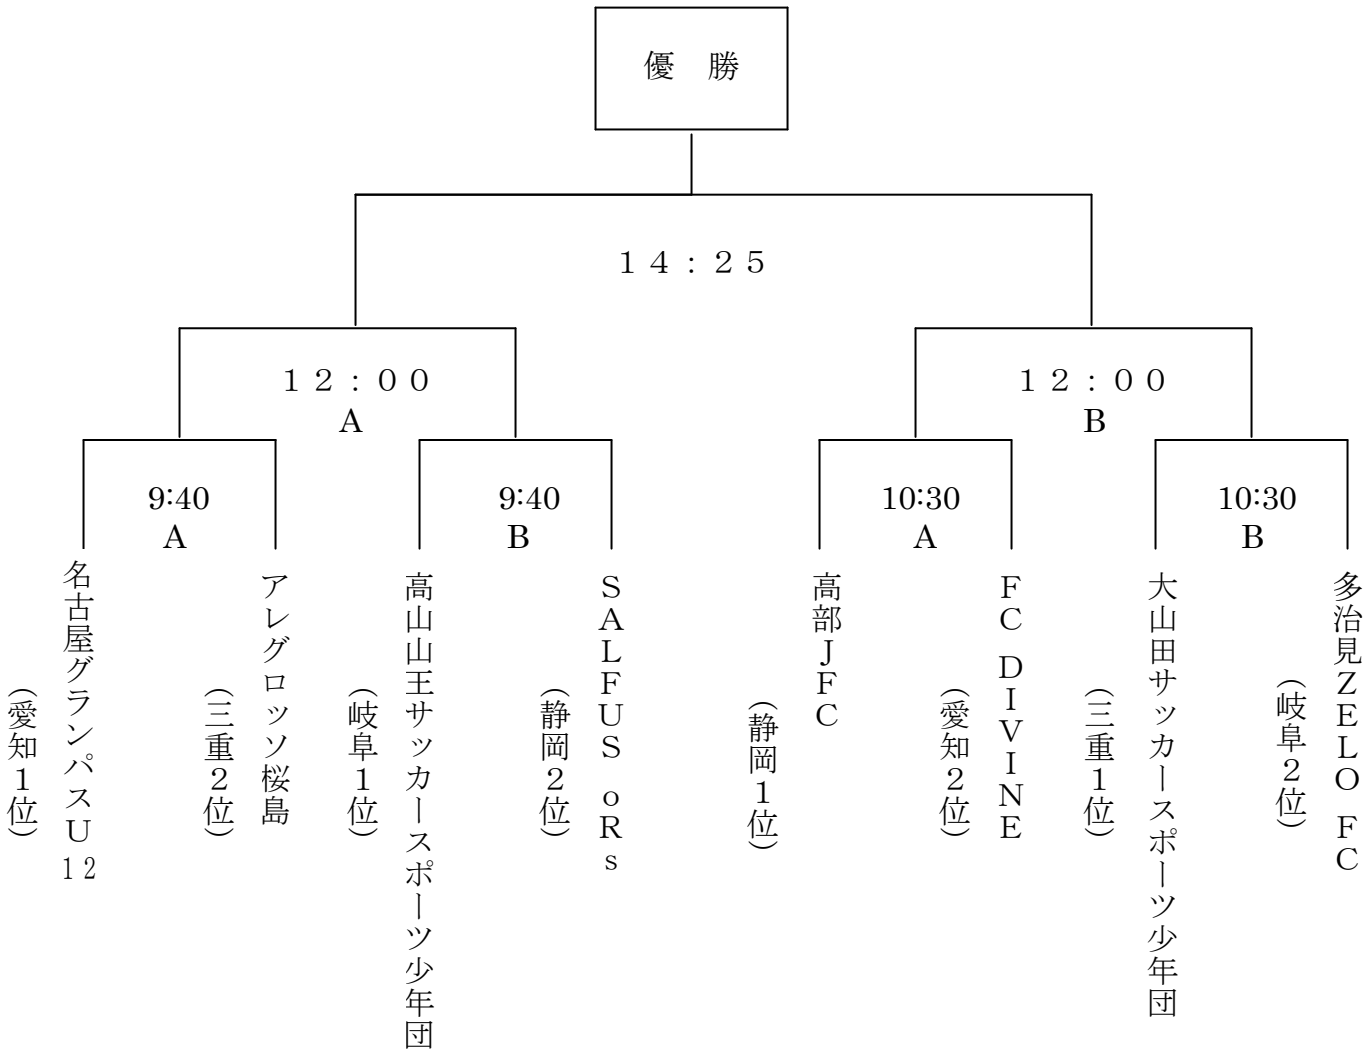 優　勝
１４：２５
１２：００
A
１２：００
B
9:40
A
9:40
B
10:30
A
10:30
B
名古屋グランパスＵ12
（愛知１位）
アレグロッソ桜島
（三重２位）
高山山王サッカースポーツ少年団
（岐阜１位）
ＳＡＬＦＵＳ　ｏＲｓ
（静岡２位）
高部ＪＦＣ
（静岡１位）
ＦＣ　ＤＩＶＩＮＥ
（愛知２位）
大山田サッカースポーツ少年団
（三重１位）
多治見ＺＥＬＯ　ＦＣ
（岐阜２位）